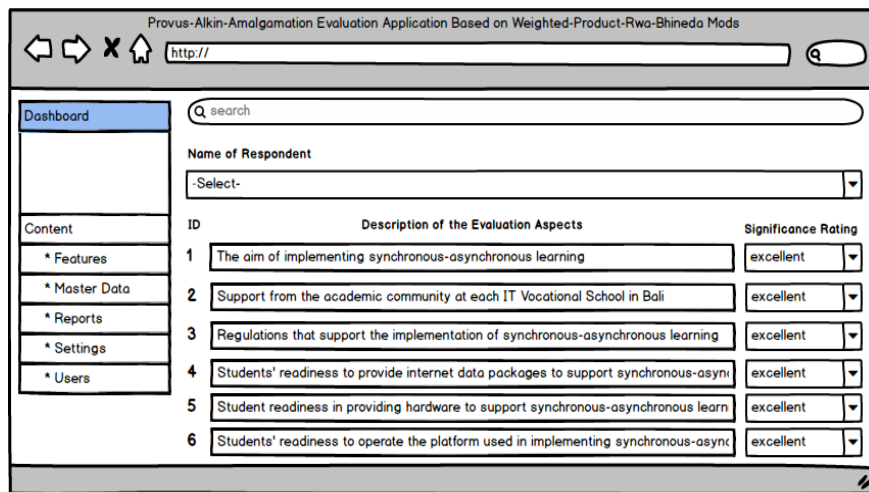 Provus-Alkin-Amalgamation Evaluation Application Based on Weighted-Product-Rwa-Bhineda Mods
http://
Dashboard
search
Name of Respondent
-Select-
Content
* Features
* Master Data
* Reports
* Settings
* Users
ID Description of the Evaluation Aspects Significance Rating
1 The aim of implementing synchronous-asynchronous learning excellent
2 Support from the academic community at each IT Vocational School in Bali excellent
3 Regulations that support the implementation of synchronous-asynchronous learning excellent
4 Students' readiness to provide internet data packages to support synchronous-asyn excellent
5 Student readiness in providing hardware to support synchronous-asynchronous learn excellent
6 Students' readiness to operate the platform used in implementing synchronous-async excellent